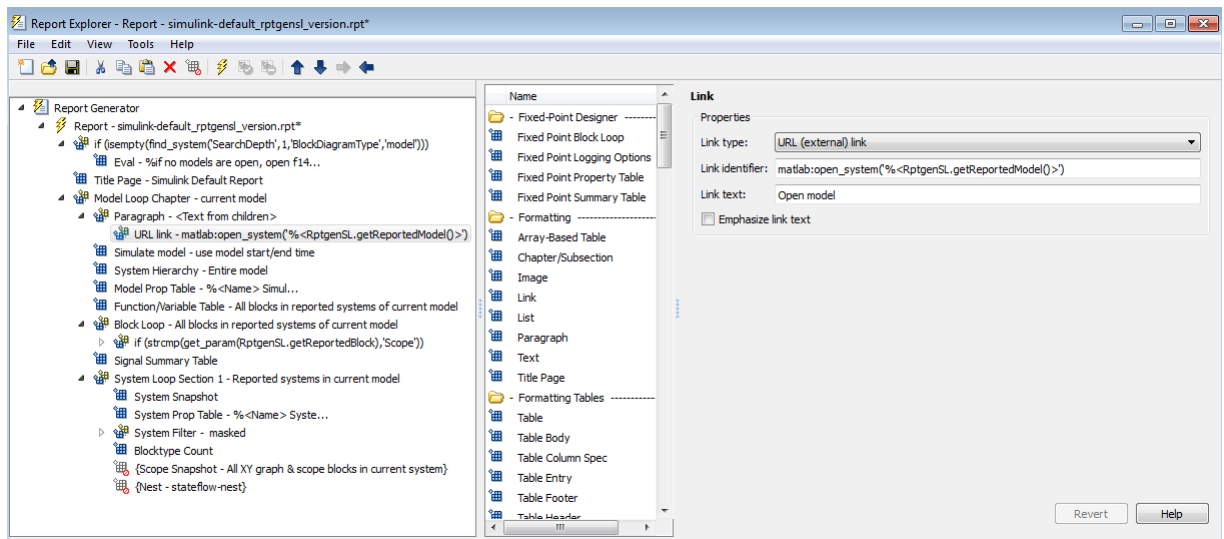 Report Explorer - Report - simulink-default_rptgensl_version.rpt*
File Edit View Tools Help
Report Generator
Report - simulink-default_rptgensl_version.rpt*
if (isempty(find_system('SearchDepth',1,'BlockDiagramType','model')))
Eval - %if no models are open, open f14...
Title Page - Simulink Default Report
Model Loop Chapter - current model
Paragraph - <Text from children>
URL link - matlab:open_system('%<RptgenSL.getReportedModel()>')
Simulate model - use model start/end time
System Hierarchy - Entire model
Model Prop Table - %<Name> Simul...
Function/Variable Table - All blocks in reported systems of current model
Block Loop - All blocks in reported systems of current model
if (strcmp(get_param(RptgenSL.getReportedBlock),'Scope'))
Signal Summary Table
System Loop Section 1 - Reported systems in current model
System Snapshot
System Prop Table - %<Name> Syste...
System Filter - masked
Blocktype Count
{Scope Snapshot - All XY graph & scope blocks in current system}
{Nest - stateflow-nest}
Name
- Fixed-Point Designer --------
Fixed Point Block Loop
Fixed Point Logging Options
Fixed Point Property Table
Fixed Point Summary Table
- Formatting --------------------
Array-Based Table
Chapter/Subsection
Image
Link
List
Paragraph
Text
Title Page
- Formatting Tables -----------
Table
Table Body
Table Column Spec
Table Entry
Table Footer
Table Header
Link
Properties
Link type: URL (external) link
Link identifier: matlab:open_system('%<RptgenSL.getReportedModel()>')
Link text: Open model
Emphasize link text
Revert Help